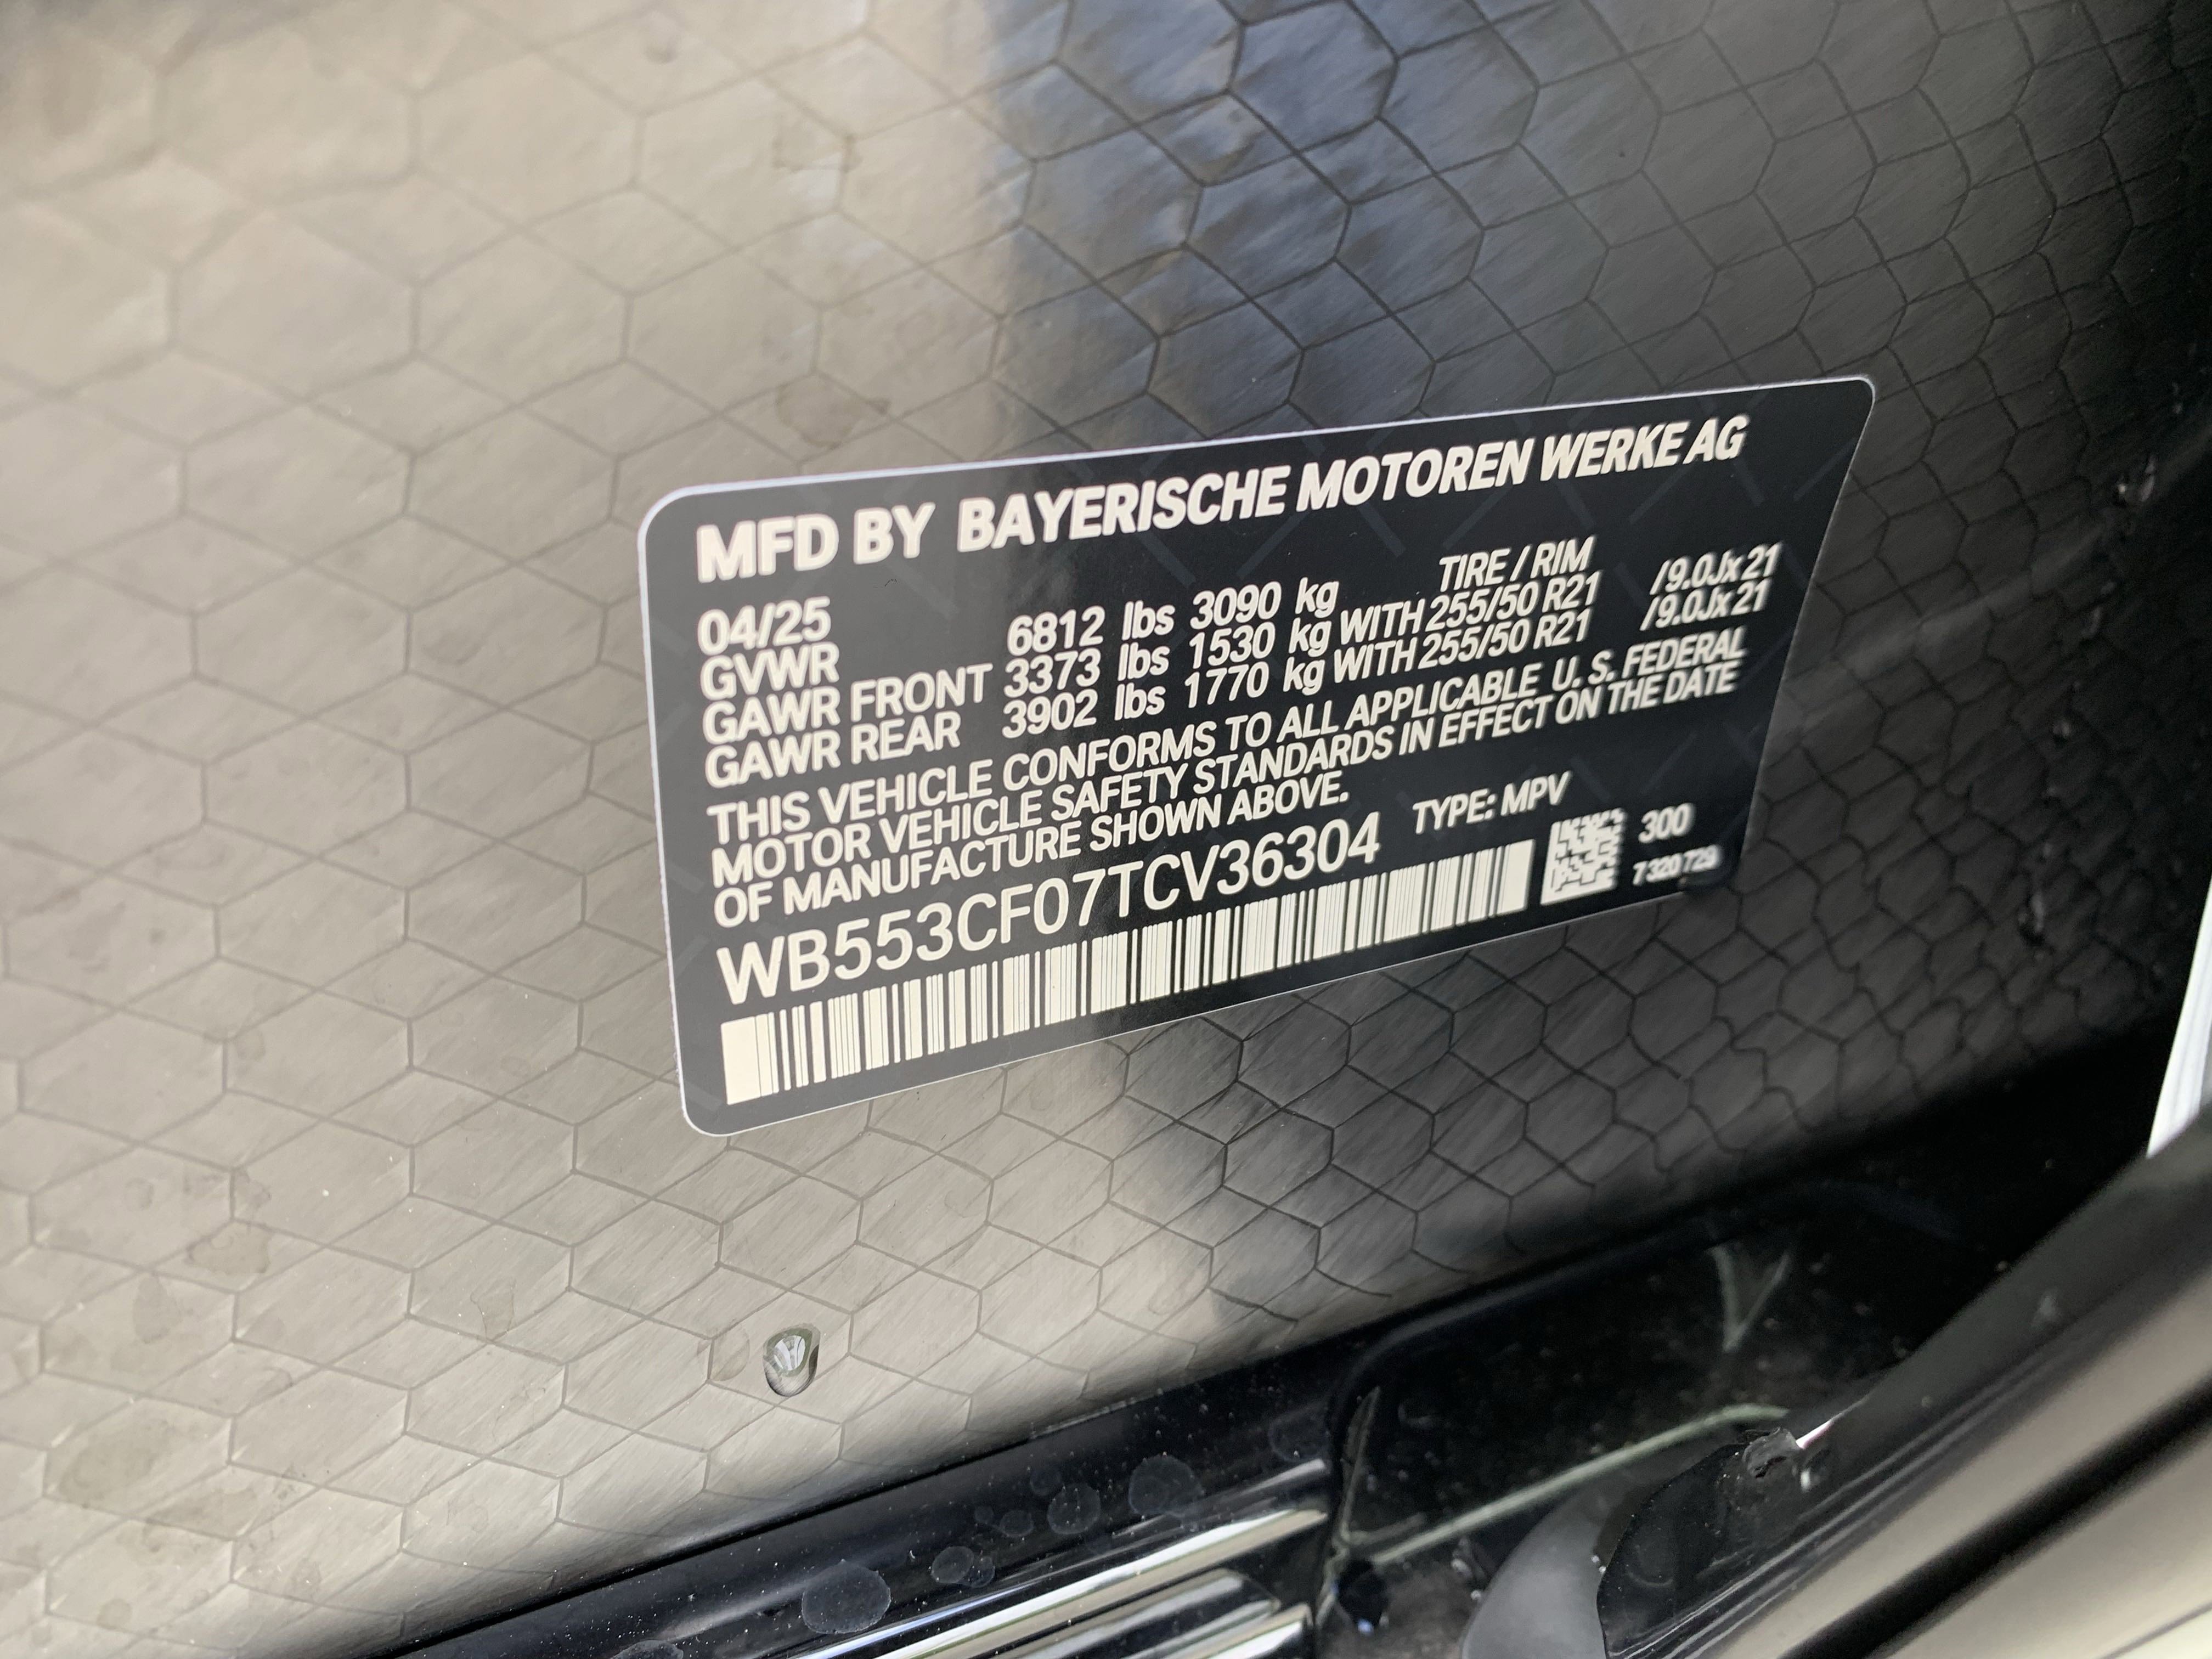 MFD BY BAYERISCHE MOTOREN WERKE AG
04/25 TIRE / RIM
GVWR 6812 lbs 3090 kg
GAWR FRONT 3373 lbs 1530 kg WITH 255/50 R21 /9.0Jx21
GAWR REAR 3902 lbs 1770 kg WITH 255/50 R21 /9.0Jx21
THIS VEHICLE CONFORMS TO ALL APPLICABLE U. S. FEDERAL
MOTOR VEHICLE SAFETY STANDARDS IN EFFECT ON THE DATE
OF MANUFACTURE SHOWN ABOVE.
TYPE: MPV
WB553CF07TCV36304
300
7 320 729